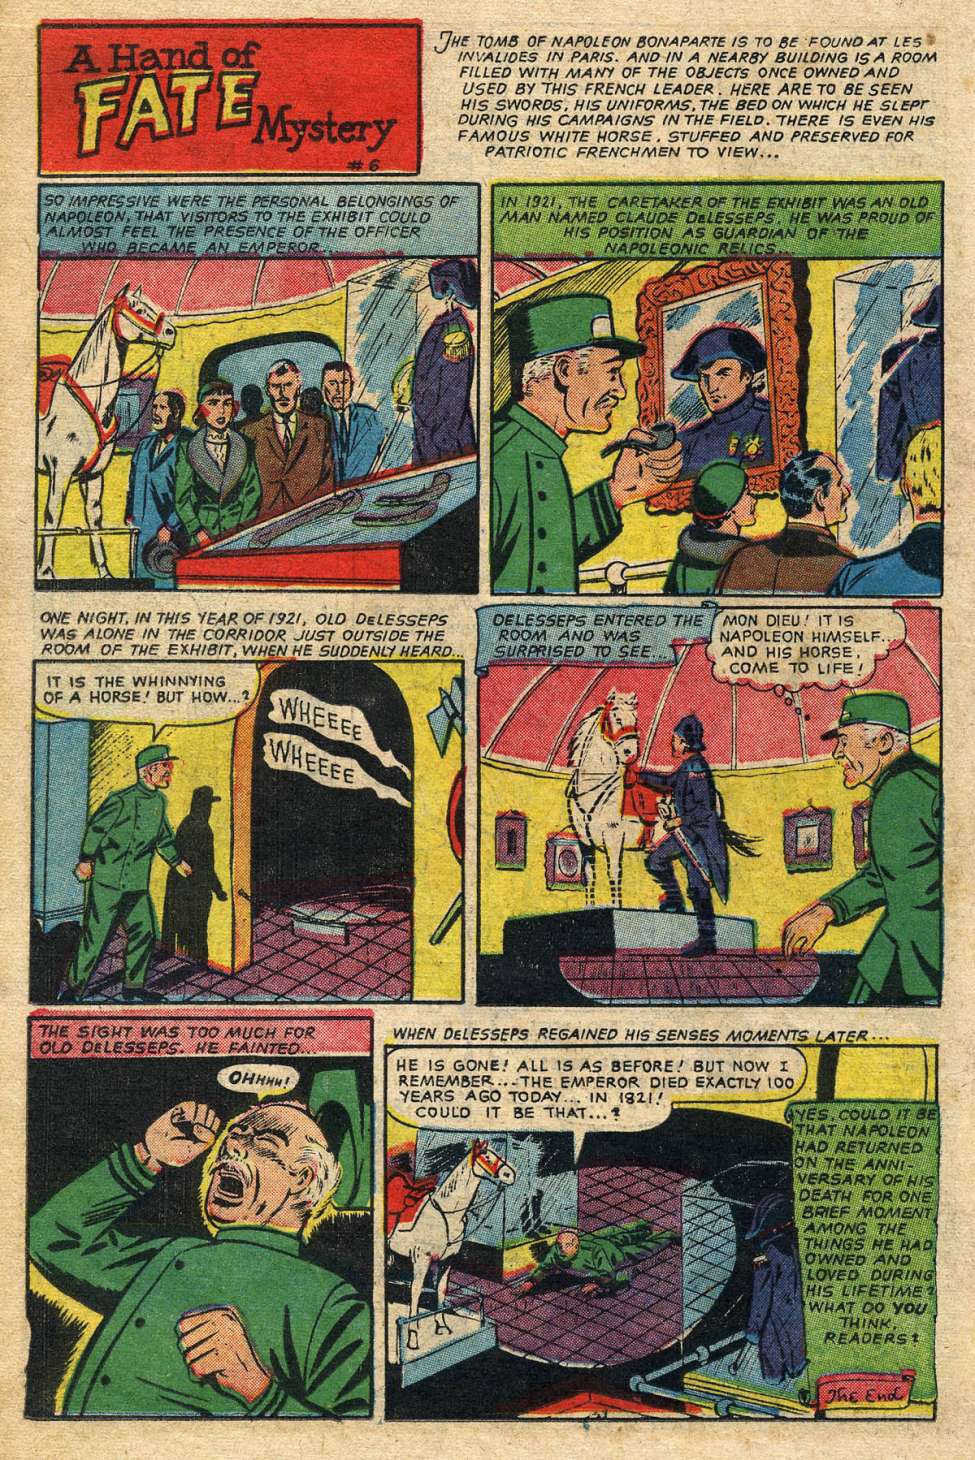 A Hand of
FATE
Mystery
#6
THE TOMB OF NAPOLEON BONAPARTE IS TO BE FOUND AT LES
INVALIDES IN PARIS. AND IN A NEARBY BUILDING IS A ROOM
FILLED WITH MANY OF THE OBJECTS ONCE OWNED AND
USED BY THIS FRENCH LEADER. HERE ARE TO BE SEEN
HIS SWORDS, HIS UNIFORMS, THE BED ON WHICH HE SLEPT
DURING HIS CAMPAIGNS IN THE FIELD. THERE IS EVEN HIS
FAMOUS WHITE HORSE, STUFFED AND PRESERVED FOR
PATRIOTIC FRENCHMEN TO VIEW...
SO IMPRESSIVE WERE THE PERSONAL BELONGINGS OF
NAPOLEON, THAT VISITORS TO THE EXHIBIT COULD
ALMOST FEEL THE PRESENCE OF THE OFFICER
WHO BECAME AN EMPEROR...
IN 1921, THE CARETAKER OF THE EXHIBIT WAS AN OLD
MAN NAMED CLAUDE DeLESSEPS. HE WAS PROUD OF
HIS POSITION AS GUARDIAN OF THE
NAPOLEONIC RELICS...
ONE NIGHT, IN THIS YEAR OF 1921, OLD DeLESSEPS
WAS ALONE IN THE CORRIDOR JUST OUTSIDE THE
ROOM OF THE EXHIBIT, WHEN HE SUDDENLY HEARD...
IT IS THE WHINNYING
OF A HORSE! BUT HOW...?
WHEEEE
WHEEEE
DELESSEPS ENTERED THE
ROOM AND WAS
SURPRISED TO SEE...
MON DIEU! IT IS
NAPOLEON HIMSELF...
AND HIS HORSE,
COME TO LIFE!
THE SIGHT WAS TOO MUCH FOR
OLD DeLESSEPS. HE FAINTED...
OHHHH!
WHEN DeLESSEPS REGAINED HIS SENSES MOMENTS LATER...
HE IS GONE! ALL IS AS BEFORE! BUT NOW I
REMEMBER...THE EMPEROR DIED EXACTLY 100
YEARS AGO TODAY... IN 1821!
COULD IT BE THAT...?
YES, COULD IT BE
THAT NAPOLEON
HAD RETURNED
ON THE ANNI-
VERSARY OF HIS
DEATH FOR ONE
BRIEF MOMENT
AMONG THE
THINGS HE HAD
OWNED AND
LOVED DURING
HIS LIFETIME?
WHAT DO YOU
THINK,
READERS?
The End